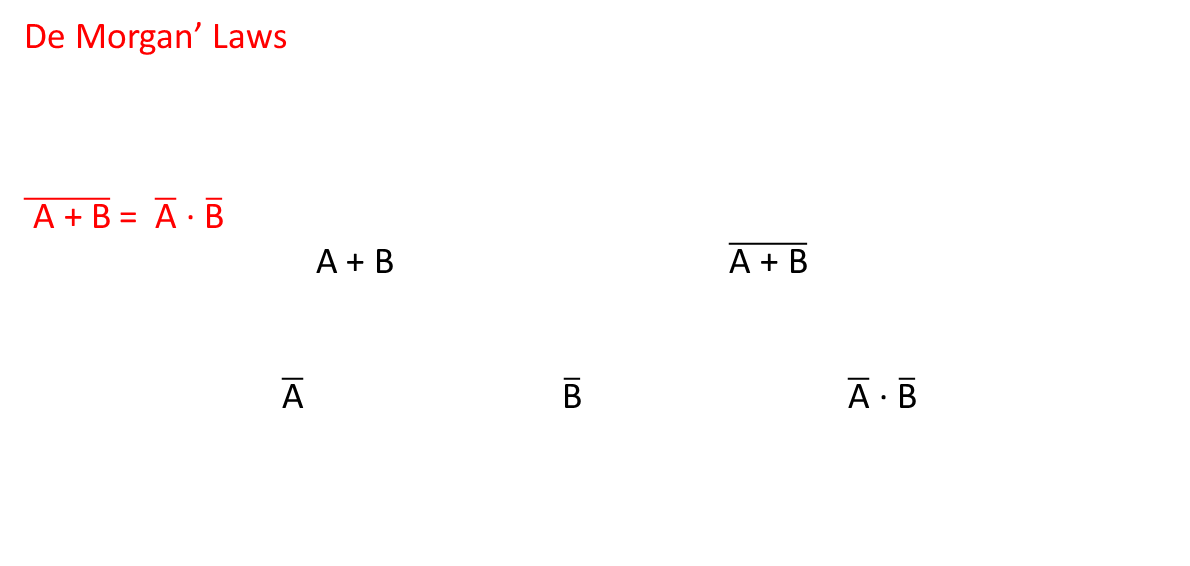 De Morgan’ Laws
A̅ ̅+̅ ̅B̅ = A̅ · B̅
A + B A̅ ̅+̅ ̅B̅
A̅ B̅ A̅ · B̅